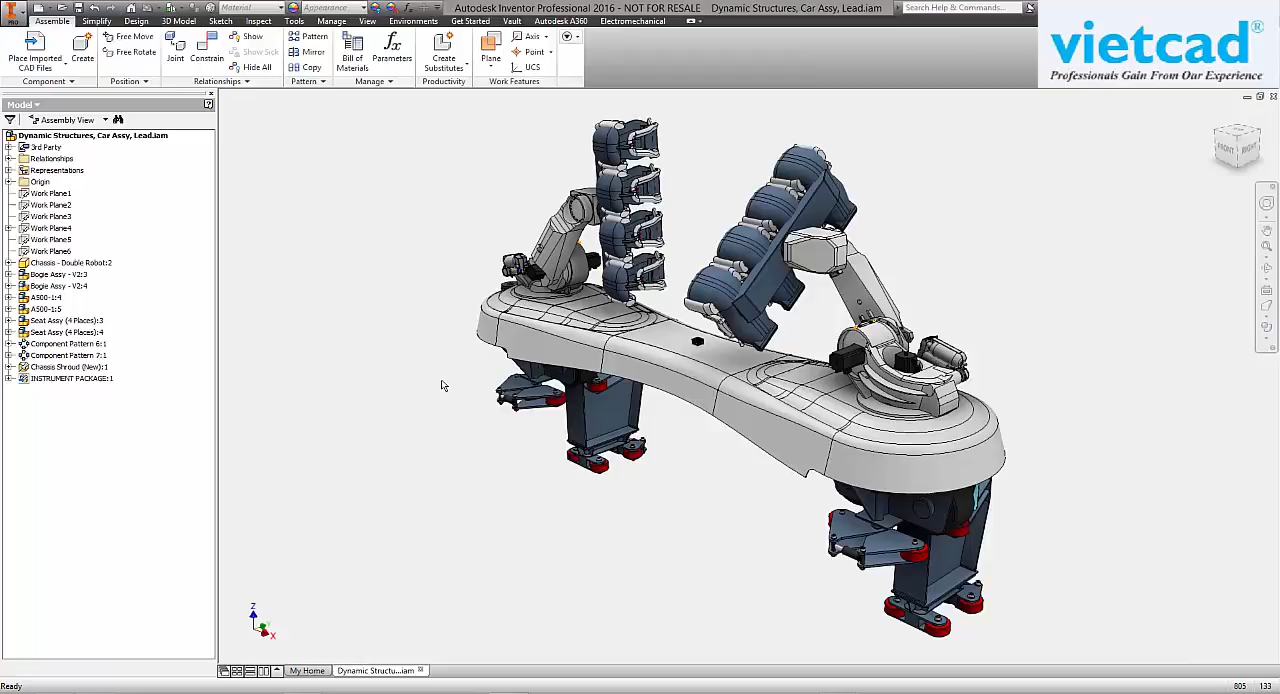 PRO
Material
Appearance
Autodesk Inventor Professional 2016 - NOT FOR RESALE Dynamic Structures, Car Assy, Lead.iam
Search Help & Commands...
Assemble Simplify Design 3D Model Sketch Inspect Tools Manage View Environments Get Started Vault Autodesk A360 Electromechanical
Place Imported
CAD Files
Create
Free Move
Free Rotate
Joint
Constrain
Show
Show Sick
Hide All
Pattern
Mirror
Copy
Bill of
Materials
fx
Parameters
Create
Substitutes
Plane
Axis
Point
UCS
Component Position Relationships Pattern Manage Productivity Work Features
vietcad®
Professionals Gain From Our Experience
Model
Assembly View
Dynamic Structures, Car Assy, Lead.iam
3rd Party
Relationships
Representations
Origin
Work Plane1
Work Plane2
Work Plane3
Work Plane4
Work Plane5
Work Plane6
Chassis - Double Robot:2
Bogie Assy - V2:3
Bogie Assy - V2:4
A500-1:4
A500-1:5
Seat Assy (4 Places):3
Seat Assy (4 Places):4
Component Pattern 6:1
Component Pattern 7:1
Chassis Shroud (New):1
INSTRUMENT PACKAGE:1
FRONT RIGHT
Z
X
My Home
Dynamic Structu...iam
Ready
805 133